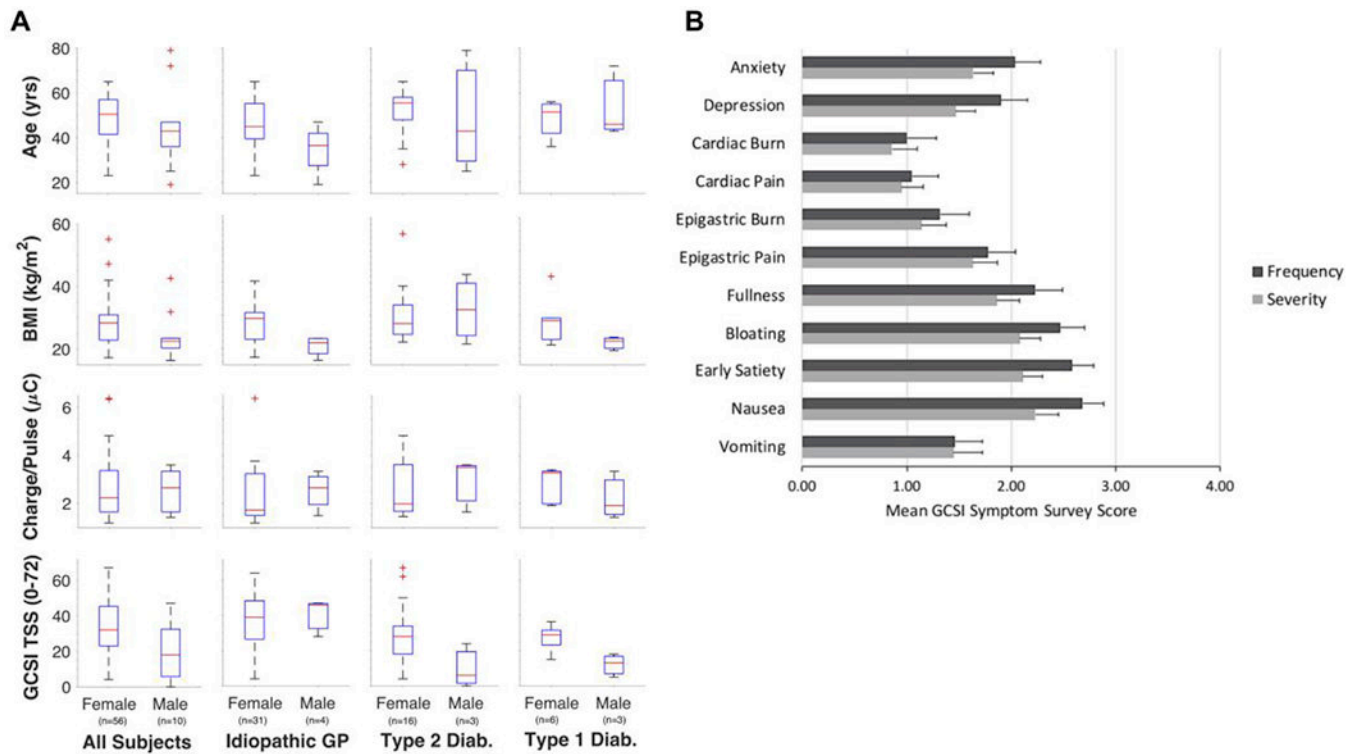 A
Age (yrs)
80
60
40
20
BMI (kg/m²)
60
40
20
Charge/Pulse (μC)
6
4
2
GCSI TSS (0-72)
60
40
20
0
Female Male Female Male Female Male Female Male
(n=56) (n=10) (n=31) (n=4) (n=16) (n=3) (n=6) (n=3)
All Subjects Idiopathic GP Type 2 Diab. Type 1 Diab.
B
Anxiety
Depression
Cardiac Burn
Cardiac Pain
Epigastric Burn
Epigastric Pain
Fullness
Bloating
Early Satiety
Nausea
Vomiting
0.00 1.00 2.00 3.00 4.00
Mean GCSI Symptom Survey Score
Frequency
Severity